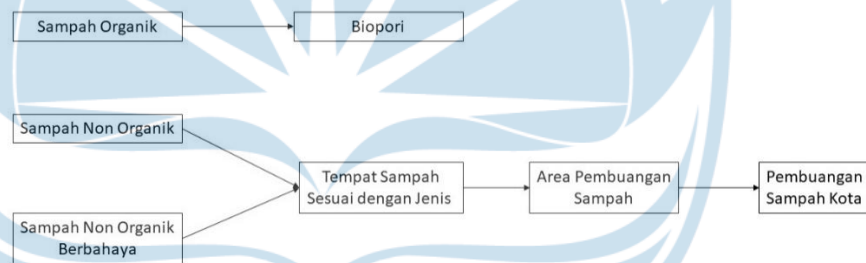 Sampah Organik
Biopori
Sampah Non Organik
Tempat Sampah
Sesuai dengan Jenis
Area Pembuangan
Sampah
Pembuangan
Sampah Kota
Sampah Non Organik
Berbahaya